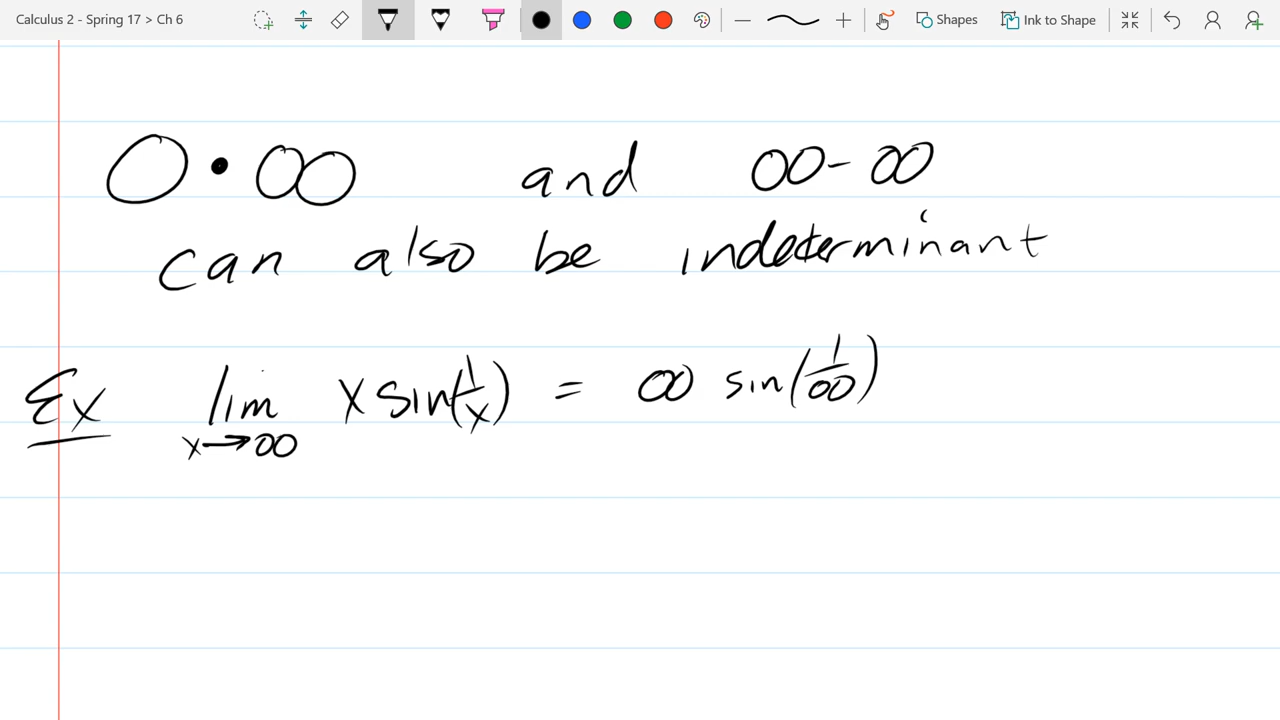 Calculus 2 - Spring 17 > Ch 6
Shapes
Ink to Shape
0 • ∞ and ∞ - ∞
can also be indeterminant
Ex lim x→∞ x sin(1/x) = ∞ sin(1/∞)